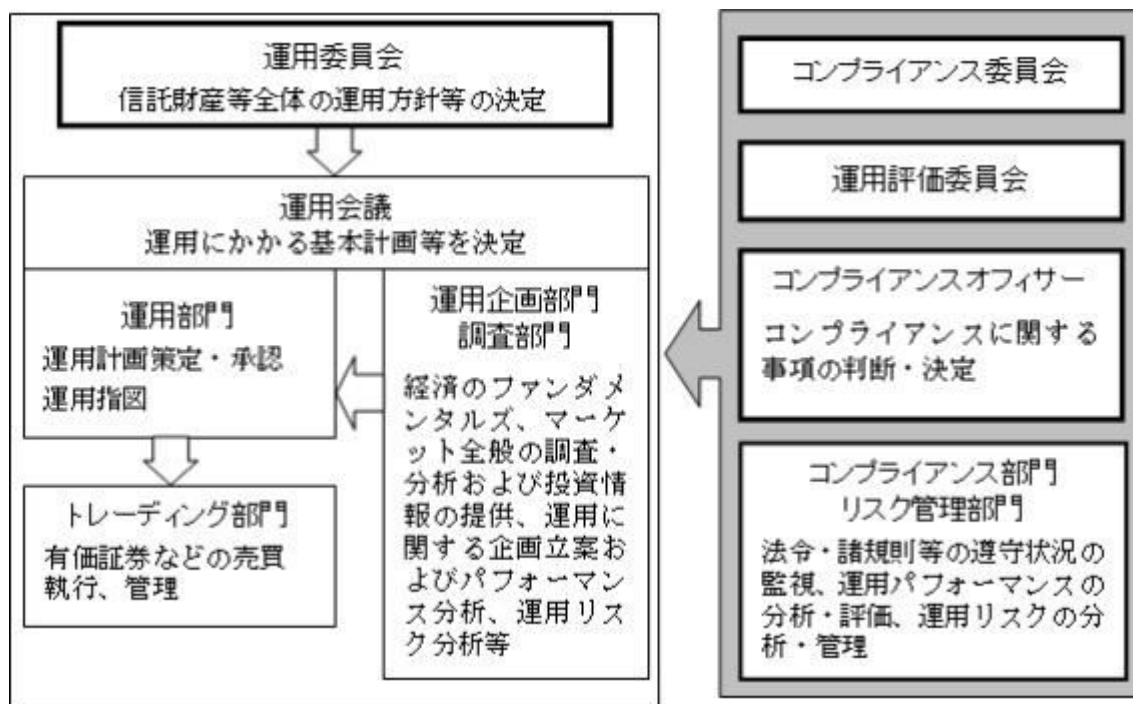 運用委員会
信託財産等全体の運用方針等の決定
運用会議
運用にかかる基本計画等を決定
運用部門
運用計画策定・承認
運用指図
トレーディング部門
有価証券などの売買
執行、管理
運用企画部門
調査部門
経済のファンダメ
ンタルズ、マーケ
ット全般の調査・
分析および投資情
報の提供、運用に
関する企画立案お
よびパフォーマン
ス分析、運用リス
ク分析等
コンプライアンス委員会
運用評価委員会
コンプライアンスオフィサー
コンプライアンスに関する
事項の判断・決定
コンプライアンス部門
リスク管理部門
法令・諸規則等の遵守状況の
監視、運用パフォーマンスの
分析・評価、運用リスクの分
析・管理